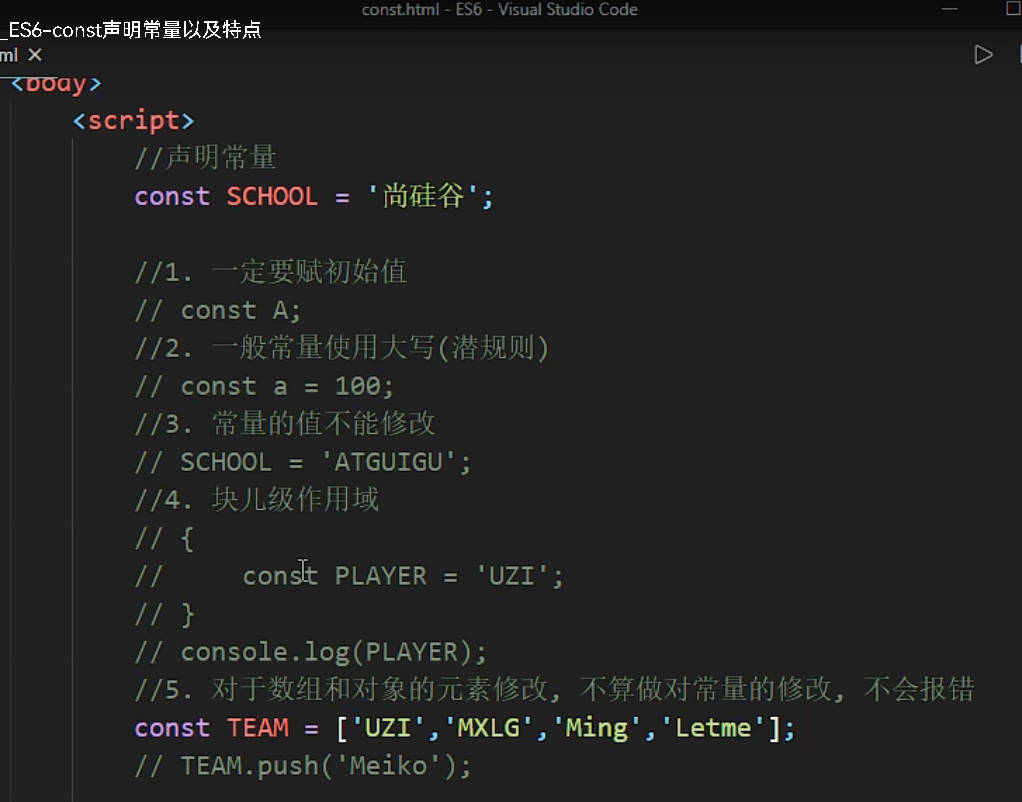 const.html - ES6 - Visual Studio Code
_ES6-const声明常量以及特点
ml ×
<body>
<script>
//声明常量
const SCHOOL = '尚硅谷';
//1. 一定要赋初始值
// const A;
//2. 一般常量使用大写(潜规则)
// const a = 100;
//3. 常量的值不能修改
// SCHOOL = 'ATGUIGU';
//4. 块儿级作用域
// {
//     const PLAYER = 'UZI';
// }
// console.log(PLAYER);
//5. 对于数组和对象的元素修改, 不算做对常量的修改, 不会报错
const TEAM = ['UZI','MXLG','Ming','Letme'];
// TEAM.push('Meiko');